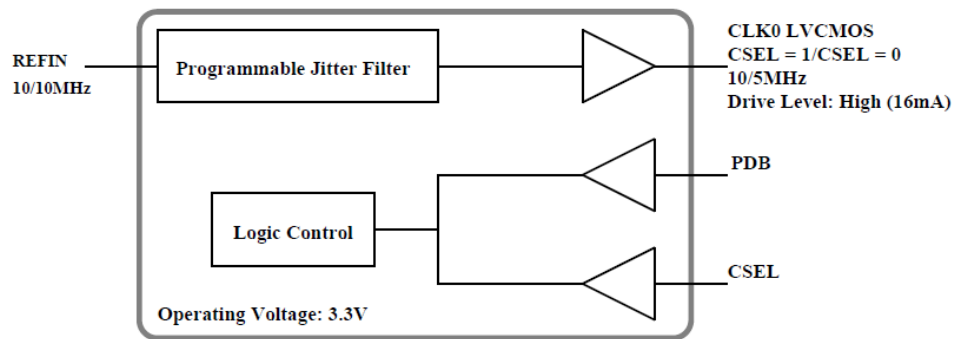 REFIN
10/10MHz
Programmable Jitter Filter
CLK0 LVCMOS
CSEL = 1/CSEL = 0
10/5MHz
Drive Level: High (16mA)
PDB
Logic Control
CSEL
Operating Voltage: 3.3V